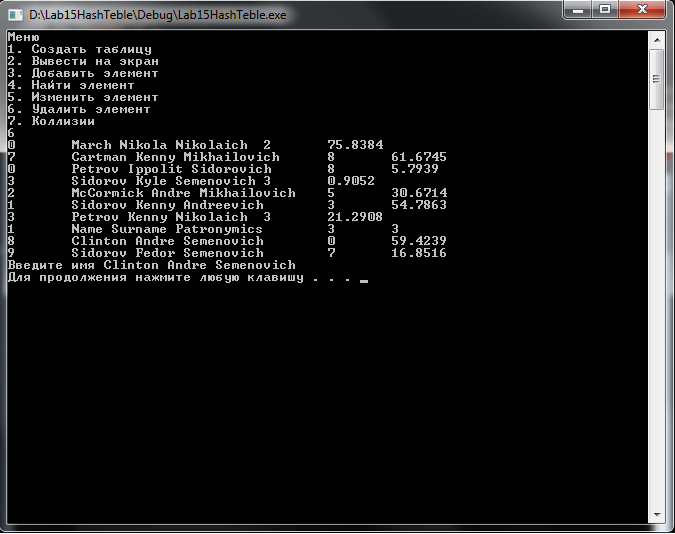 D:\Lab15HashTeble\Debug\Lab15HashTeble.exe
Меню
1. Создать таблицу
2. Вывести на экран
3. Добавить элемент
4. Найти элемент
5. Изменить элемент
6. Удалить элемент
7. Коллизии
6
0 March Nikola Nikolaich 2 75.8384
7 Cartman Kenny Mikhailovich 8 61.6745
0 Petrov Ippolit Sidorovich 8 5.7939
3 Sidorov Kyle Semenovich 3 0.9052
2 McCormick Andre Mikhailovich 5 30.6714
1 Sidorov Kenny Andreevich 3 54.7863
3 Petrov Kenny Nikolaich 3 21.2908
1 Name Surname Patronymics 3 3
8 Clinton Andre Semenovich 0 59.4239
9 Sidorov Fedor Semenovich 7 16.8516
Введите имя Clinton Andre Semenovich
Для продолжения нажмите любую клавишу . . .